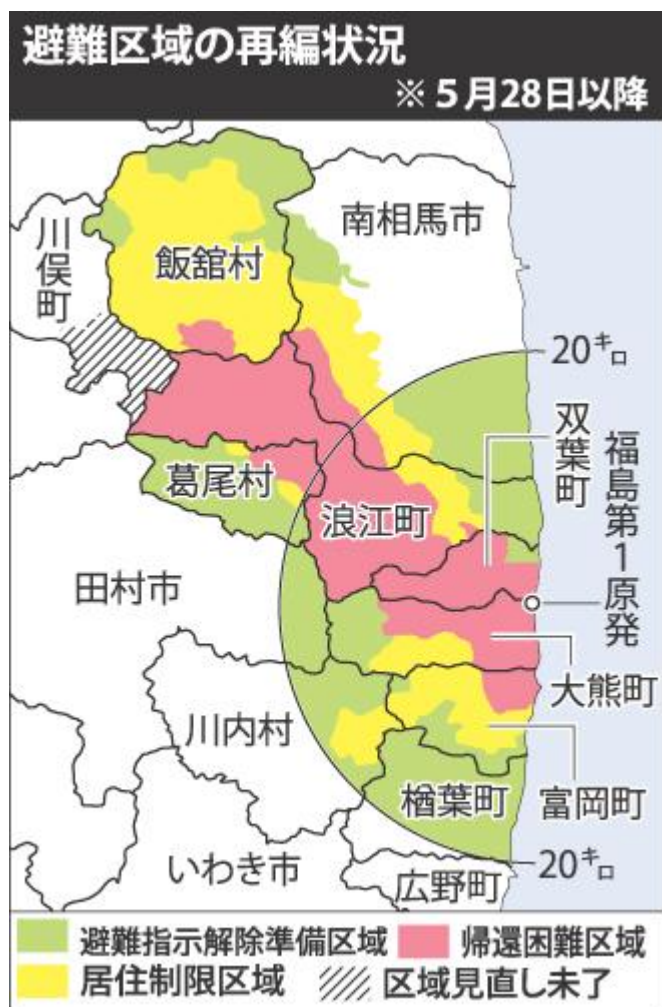 避難区域の再編状況
※5月28日以降
南相馬市
川俣町
飯舘村
20キロ
双葉町
福島第1原発
葛尾村
浪江町
田村市
大熊町
川内村
楢葉町
富岡町
いわき市
20キロ
広野町
避難指示解除準備区域
帰還困難区域
居住制限区域
区域見直し未了